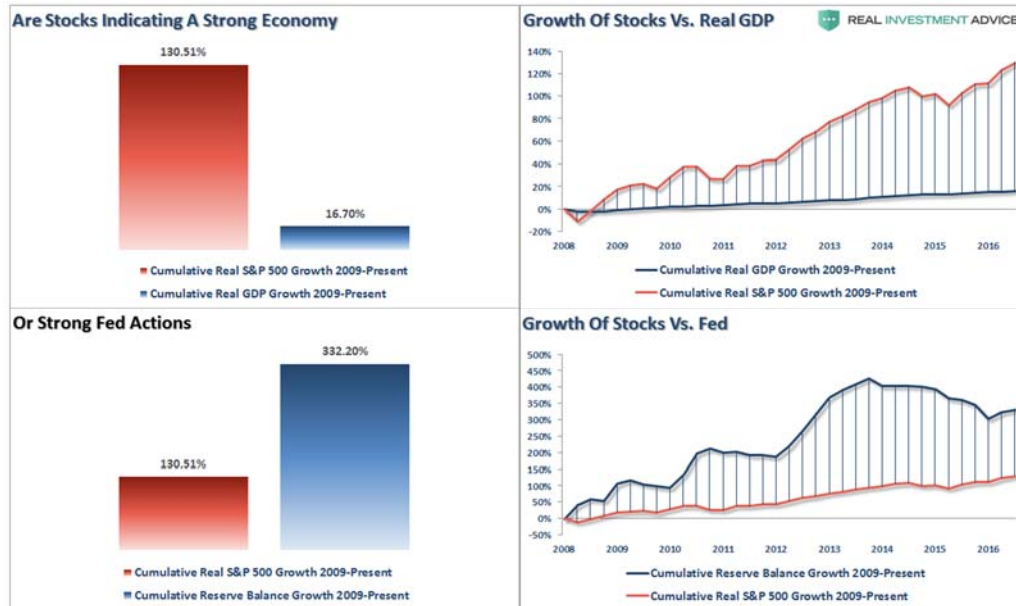 Are Stocks Indicating A Strong Economy
130.51%
16.70%
Cumulative Real S&P 500 Growth 2009-Present
Cumulative Real GDP Growth 2009-Present
Growth Of Stocks Vs. Real GDP
REAL INVESTMENT ADVICE
140%
120%
100%
80%
60%
40%
20%
0%
-20%
2008 2009 2010 2011 2012 2013 2014 2015 2016
Cumulative Real GDP Growth 2009-Present
Cumulative Real S&P 500 Growth 2009-Present
Or Strong Fed Actions
332.20%
130.51%
Cumulative Real S&P 500 Growth 2009-Present
Cumulative Reserve Balance Growth 2009-Present
Growth Of Stocks Vs. Fed
500%
450%
400%
350%
300%
250%
200%
150%
100%
50%
0%
-50%
2008 2009 2010 2011 2012 2013 2014 2015 2016
Cumulative Reserve Balance Growth 2009-Present
Cumulative Real S&P 500 Growth 2009-Present